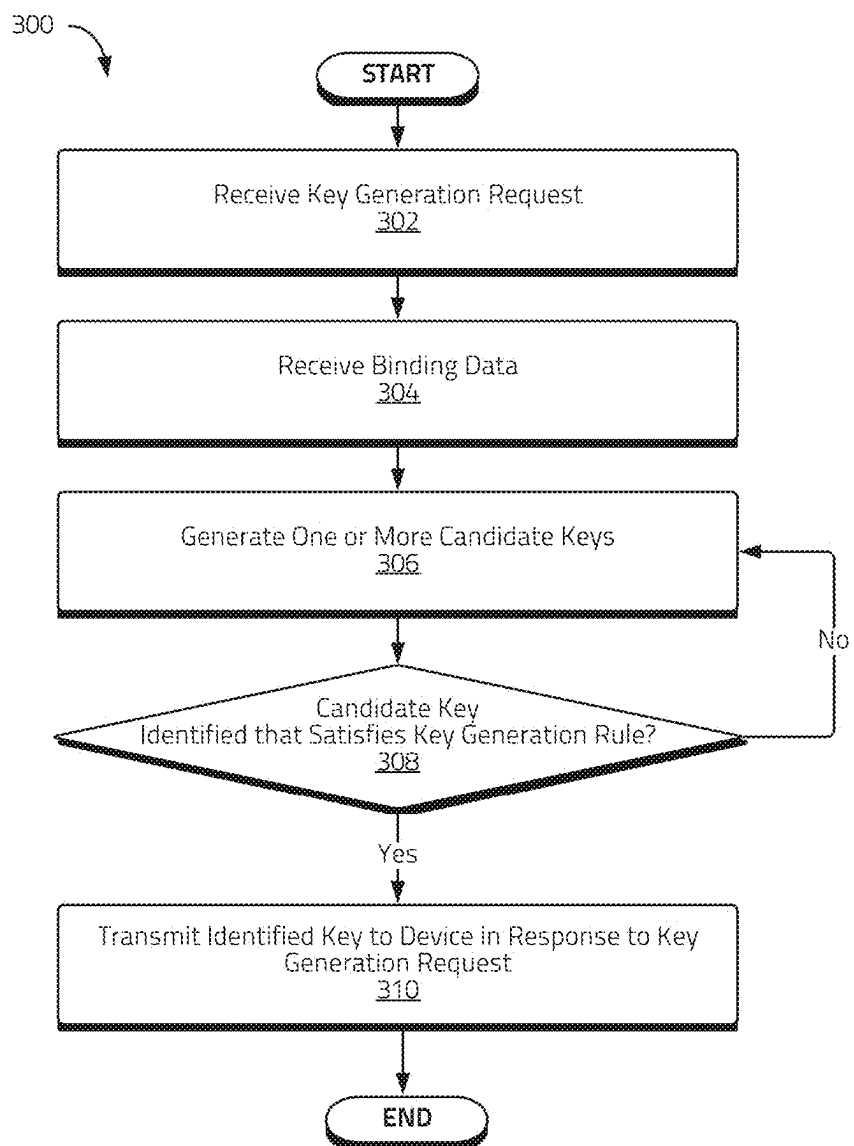 300
START
Receive Key Generation Request
302
Receive Binding Data
304
Generate One or More Candidate Keys
306
No
Candidate Key
Identified that Satisfies Key Generation Rule?
308
Yes
Transmit Identified Key to Device in Response to Key
Generation Request
310
END